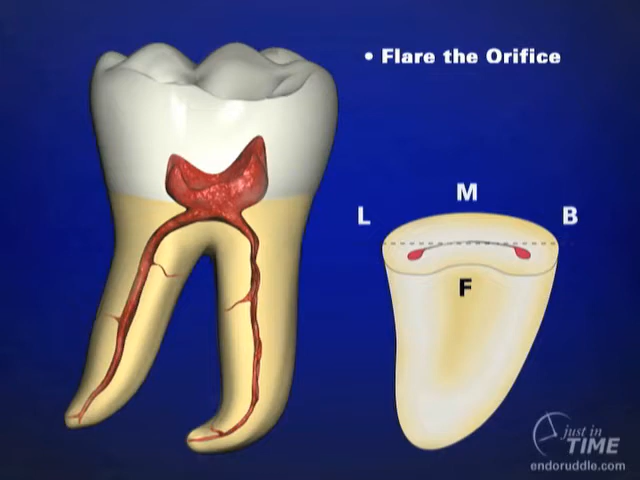 • Flare the Orifice
M
L
B
F
just in
TIME
endoruddle.com